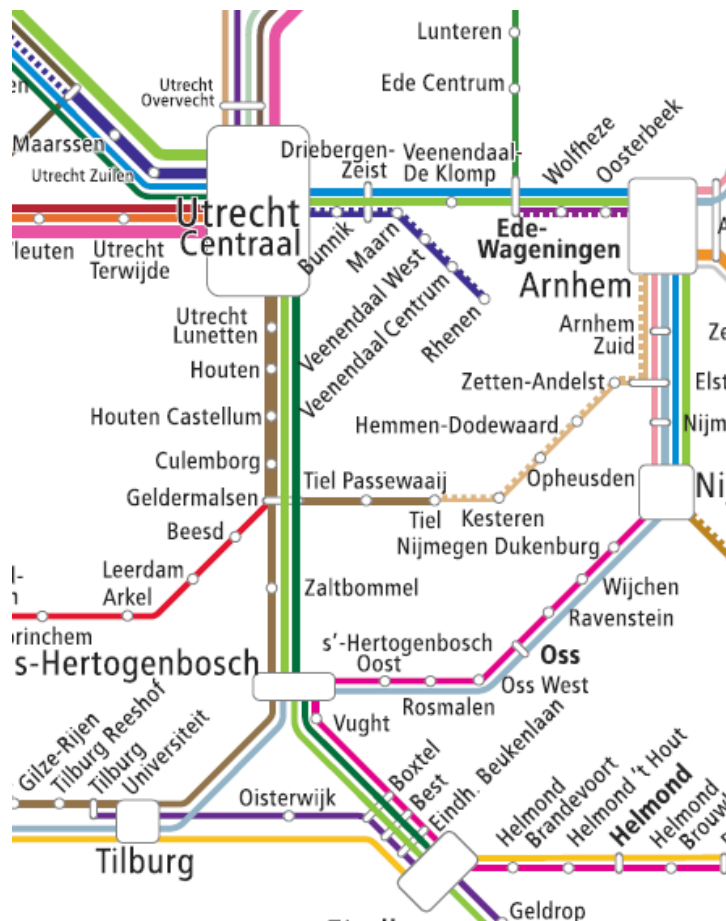 Lunteren
Ede Centrum
Utrecht
Overvecht
Maarssen
Utrecht Zuilen
Driebergen-
Zeist
Veenendaal-
De Klomp
Wolfheze
Oosterbeek
Utrecht
Centraal
Utrecht
Terwijde
Bunnik
Maarn
Veenendaal West
Veenendaal Centrum
Rhenen
Ede-
Wageningen
Arnhem
Arnhem
Zuid
Utrecht
Lunetten
Houten
Houten Castellum
Culemborg
Geldermalsen
Zetten-Andelst
Elst
Hemmen-Dodewaard
Opheusden
Tiel Passewaaij
Tiel
Kesteren
Beesd
Leerdam
Arkel
Nijmegen Dukenburg
Wijchen
Ravenstein
Zaltbommel
s-Hertogenbosch
s'-Hertogenbosch
Oost
Oss
Oss West
Rosmalen
Vught
Gilze-Rijen
Tilburg Reeshof
Tilburg
Universiteit
Oisterwijk
Boxtel
Best
Eindh. Beukenlaan
Tilburg
Helmond
Brandevoort
Helmond 't Hout
Helmond
Helmond
Geldrop